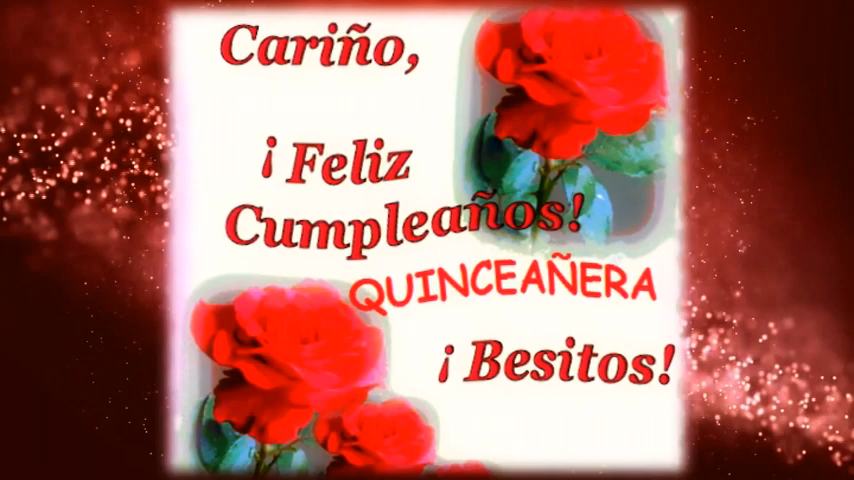 Cariño,
¡Feliz
Cumpleaños!
QUINCEAÑERA
¡Besitos!